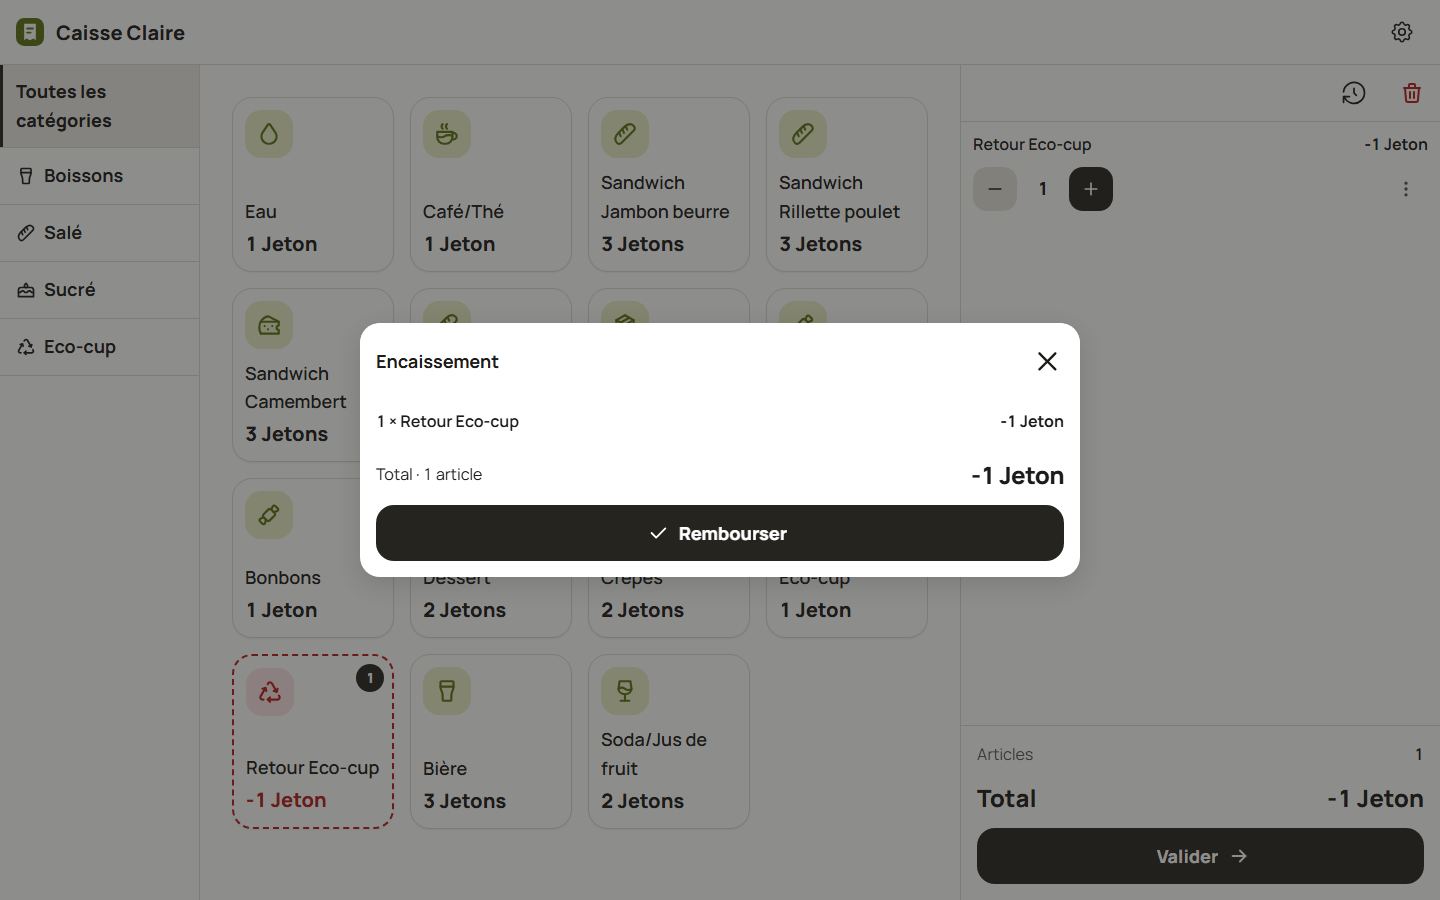 Caisse Claire
Toutes les
catégories
Boissons
Salé
Sucré
Eco-cup
Eau
1 Jeton
Café/Thé
1 Jeton
Sandwich
Jambon beurre
3 Jetons
Sandwich
Rillette poulet
3 Jetons
Sandwich
Camembert
3 Jetons
Bonbons
1 Jeton
Dessert
2 Jetons
Crêpes
2 Jetons
Eco-cup
1 Jeton
1
Retour Eco-cup
-1 Jeton
Bière
3 Jetons
Soda/Jus de
fruit
2 Jetons
Encaissement
1 × Retour Eco-cup -1 Jeton
Total · 1 article -1 Jeton
Rembourser
Retour Eco-cup -1 Jeton
1
Articles 1
Total -1 Jeton
Valider